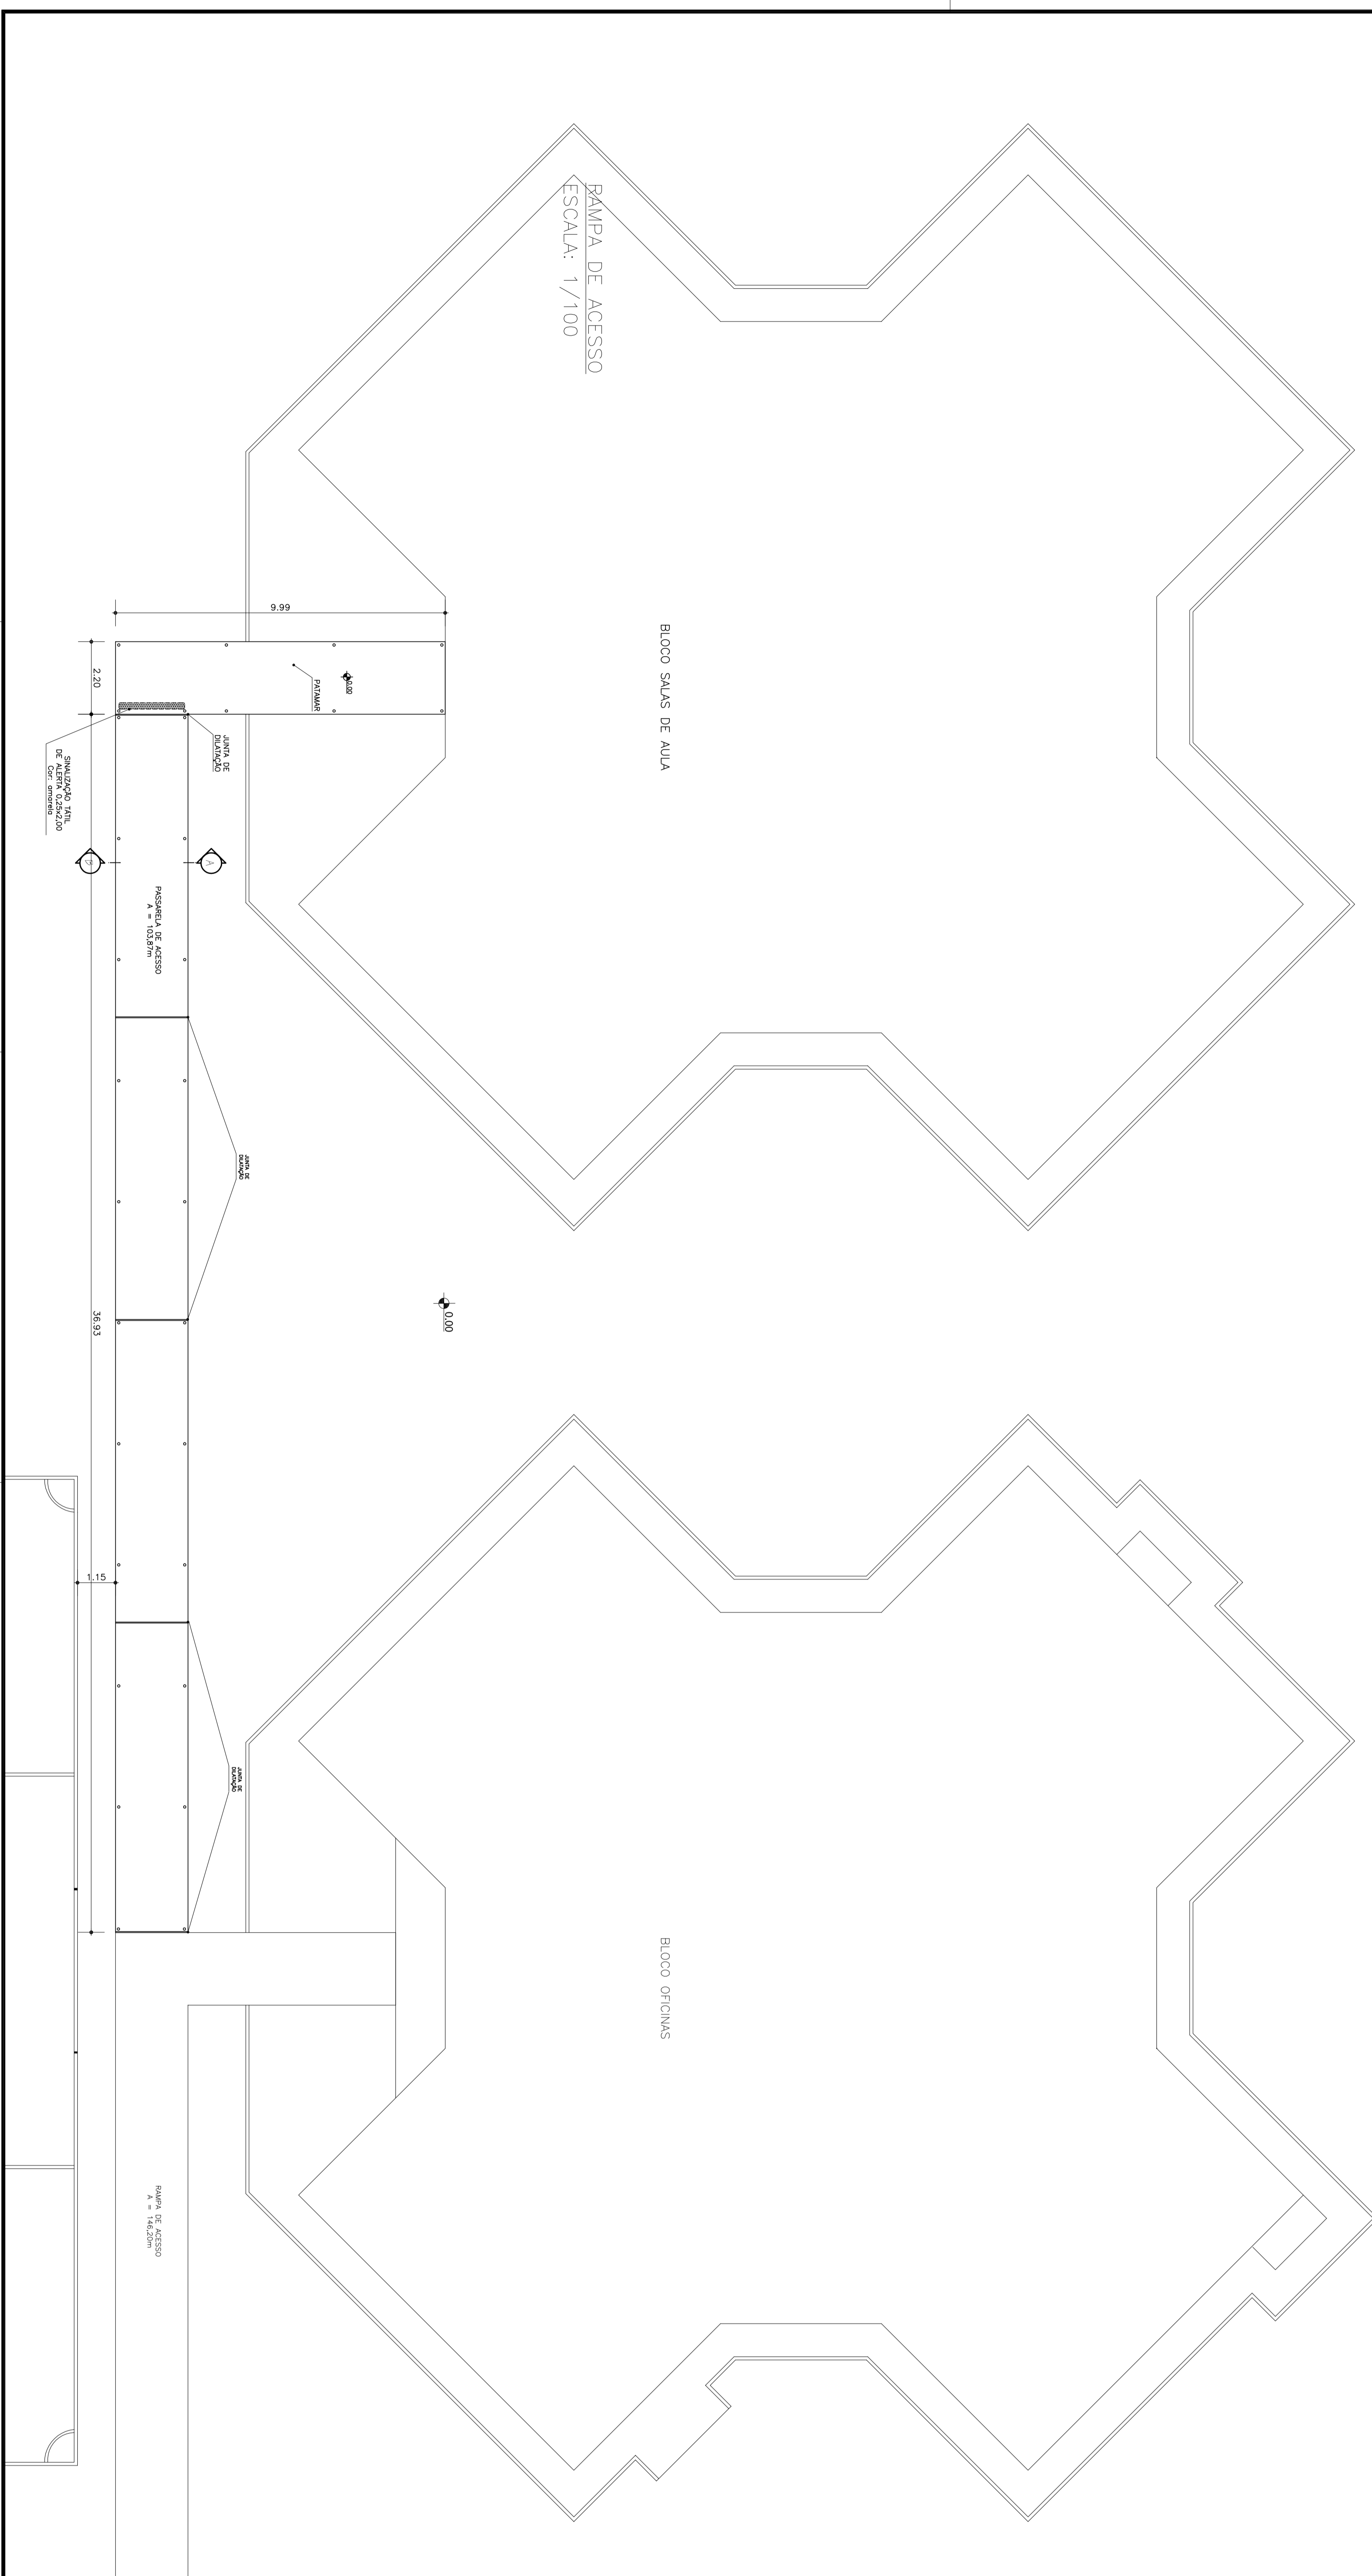 RAMPA DE ACESSO
ESCALA: 1/100
BLOCO SALAS DE AULA
9.99
2.20
0.00
PATAMAR
JUNTA DE
DILATAÇÃO
SINALIZAÇÃO TÁTIL
DE ALERTA 0,25x2,00
Cor: amarela
A
PASSARELA DE ACESSO
A = 103,87m
JUNTA DE
DILATAÇÃO
36.93
0.00
1.15
JUNTA DE
DILATAÇÃO
BLOCO OFICINAS
RAMPA DE ACESSO
A = 146,20m